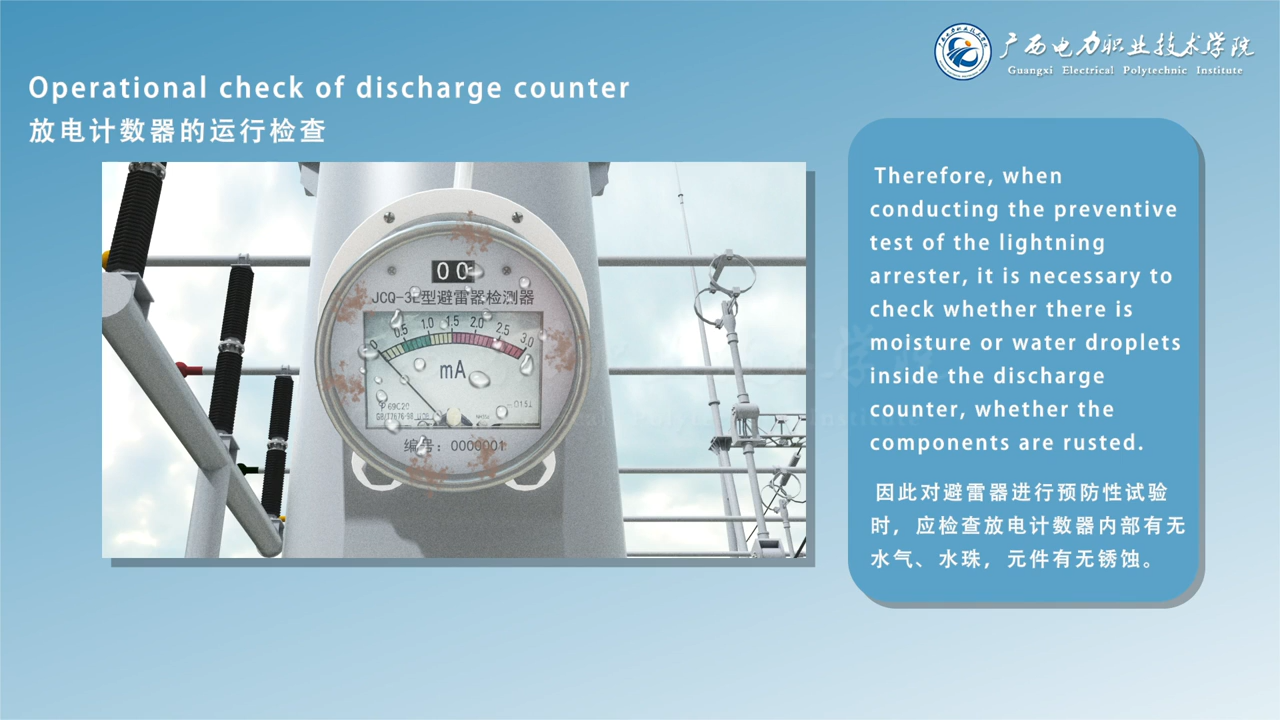 广西电力职业技术学院
Guangxi Electrical Polytechnic Institute
Operational check of discharge counter
放电计数器的运行检查
00
JCQ-3E型避雷器检测器
0 0.5 1.0 1.5 2.0 2.5 3.0
mA
编号：0000001
Therefore, when
conducting the preventive
test of the lightning
arrester, it is necessary to
check whether there is
moisture or water droplets
inside the discharge
counter, whether the
components are rusted.
因此对避雷器进行预防性试验
时，应检查放电计数器内部有无
水气、水珠，元件有无锈蚀。